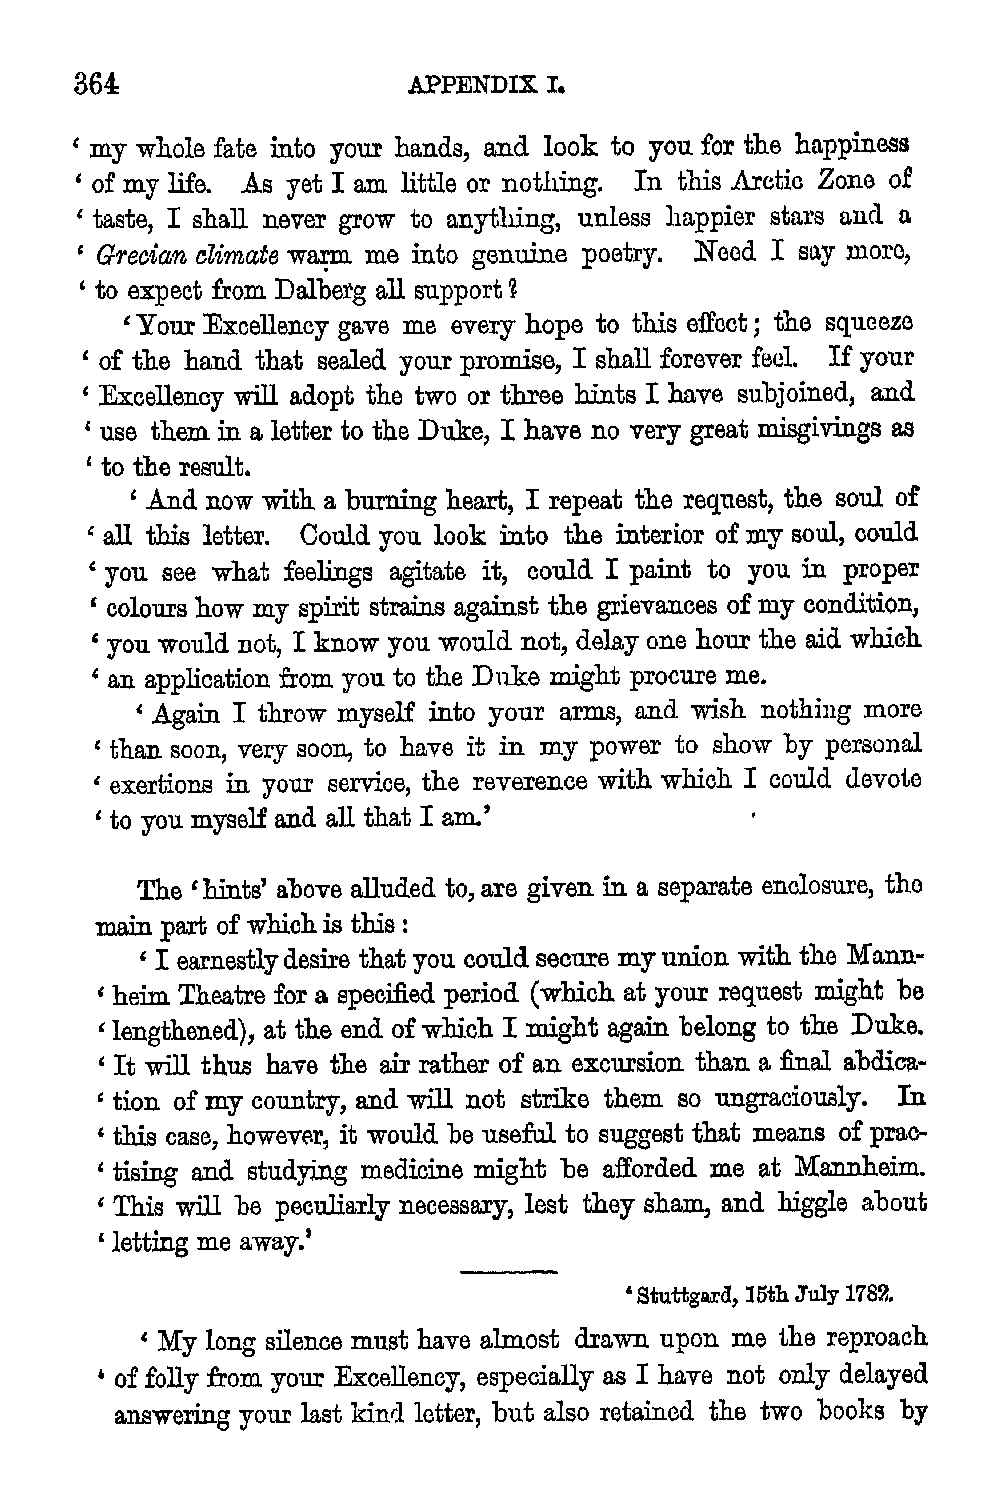 364 APPENDIX I.
‘ my whole fate into your hands, and look to you for the happiness
‘ of my life. As yet I am little or nothing. In this Arctic Zone of
‘ taste, I shall never grow to anything, unless happier stars and a
‘ Grecian climate warm me into genuine poetry. Need I say more,
‘ to expect from Dalberg all support?
‘ Your Excellency gave me every hope to this effect; the squeeze
‘ of the hand that sealed your promise, I shall forever feel. If your
‘ Excellency will adopt the two or three hints I have subjoined, and
‘ use them in a letter to the Duke, I have no very great misgivings as
‘ to the result.
‘ And now with a burning heart, I repeat the request, the soul of
‘ all this letter. Could you look into the interior of my soul, could
‘ you see what feelings agitate it, could I paint to you in proper
‘ colours how my spirit strains against the grievances of my condition,
‘ you would not, I know you would not, delay one hour the aid which
‘ an application from you to the Duke might procure me.
‘ Again I throw myself into your arms, and wish nothing more
‘ than soon, very soon, to have it in my power to show by personal
‘ exertions in your service, the reverence with which I could devote
‘ to you myself and all that I am.’
The ‘hints’ above alluded to, are given in a separate enclosure, the
main part of which is this:
‘ I earnestly desire that you could secure my union with the Mann-
‘ heim Theatre for a specified period (which at your request might be
‘ lengthened), at the end of which I might again belong to the Duke.
‘ It will thus have the air rather of an excursion than a final abdica-
‘ tion of my country, and will not strike them so ungraciously. In
‘ this case, however, it would be useful to suggest that means of prac-
‘ tising and studying medicine might be afforded me at Mannheim.
‘ This will be peculiarly necessary, lest they sham, and higgle about
‘ letting me away.’
‘ Stuttgard, 15th July 1782.
‘ My long silence must have almost drawn upon me the reproach
‘ of folly from your Excellency, especially as I have not only delayed
answering your last kind letter, but also retained the two books by